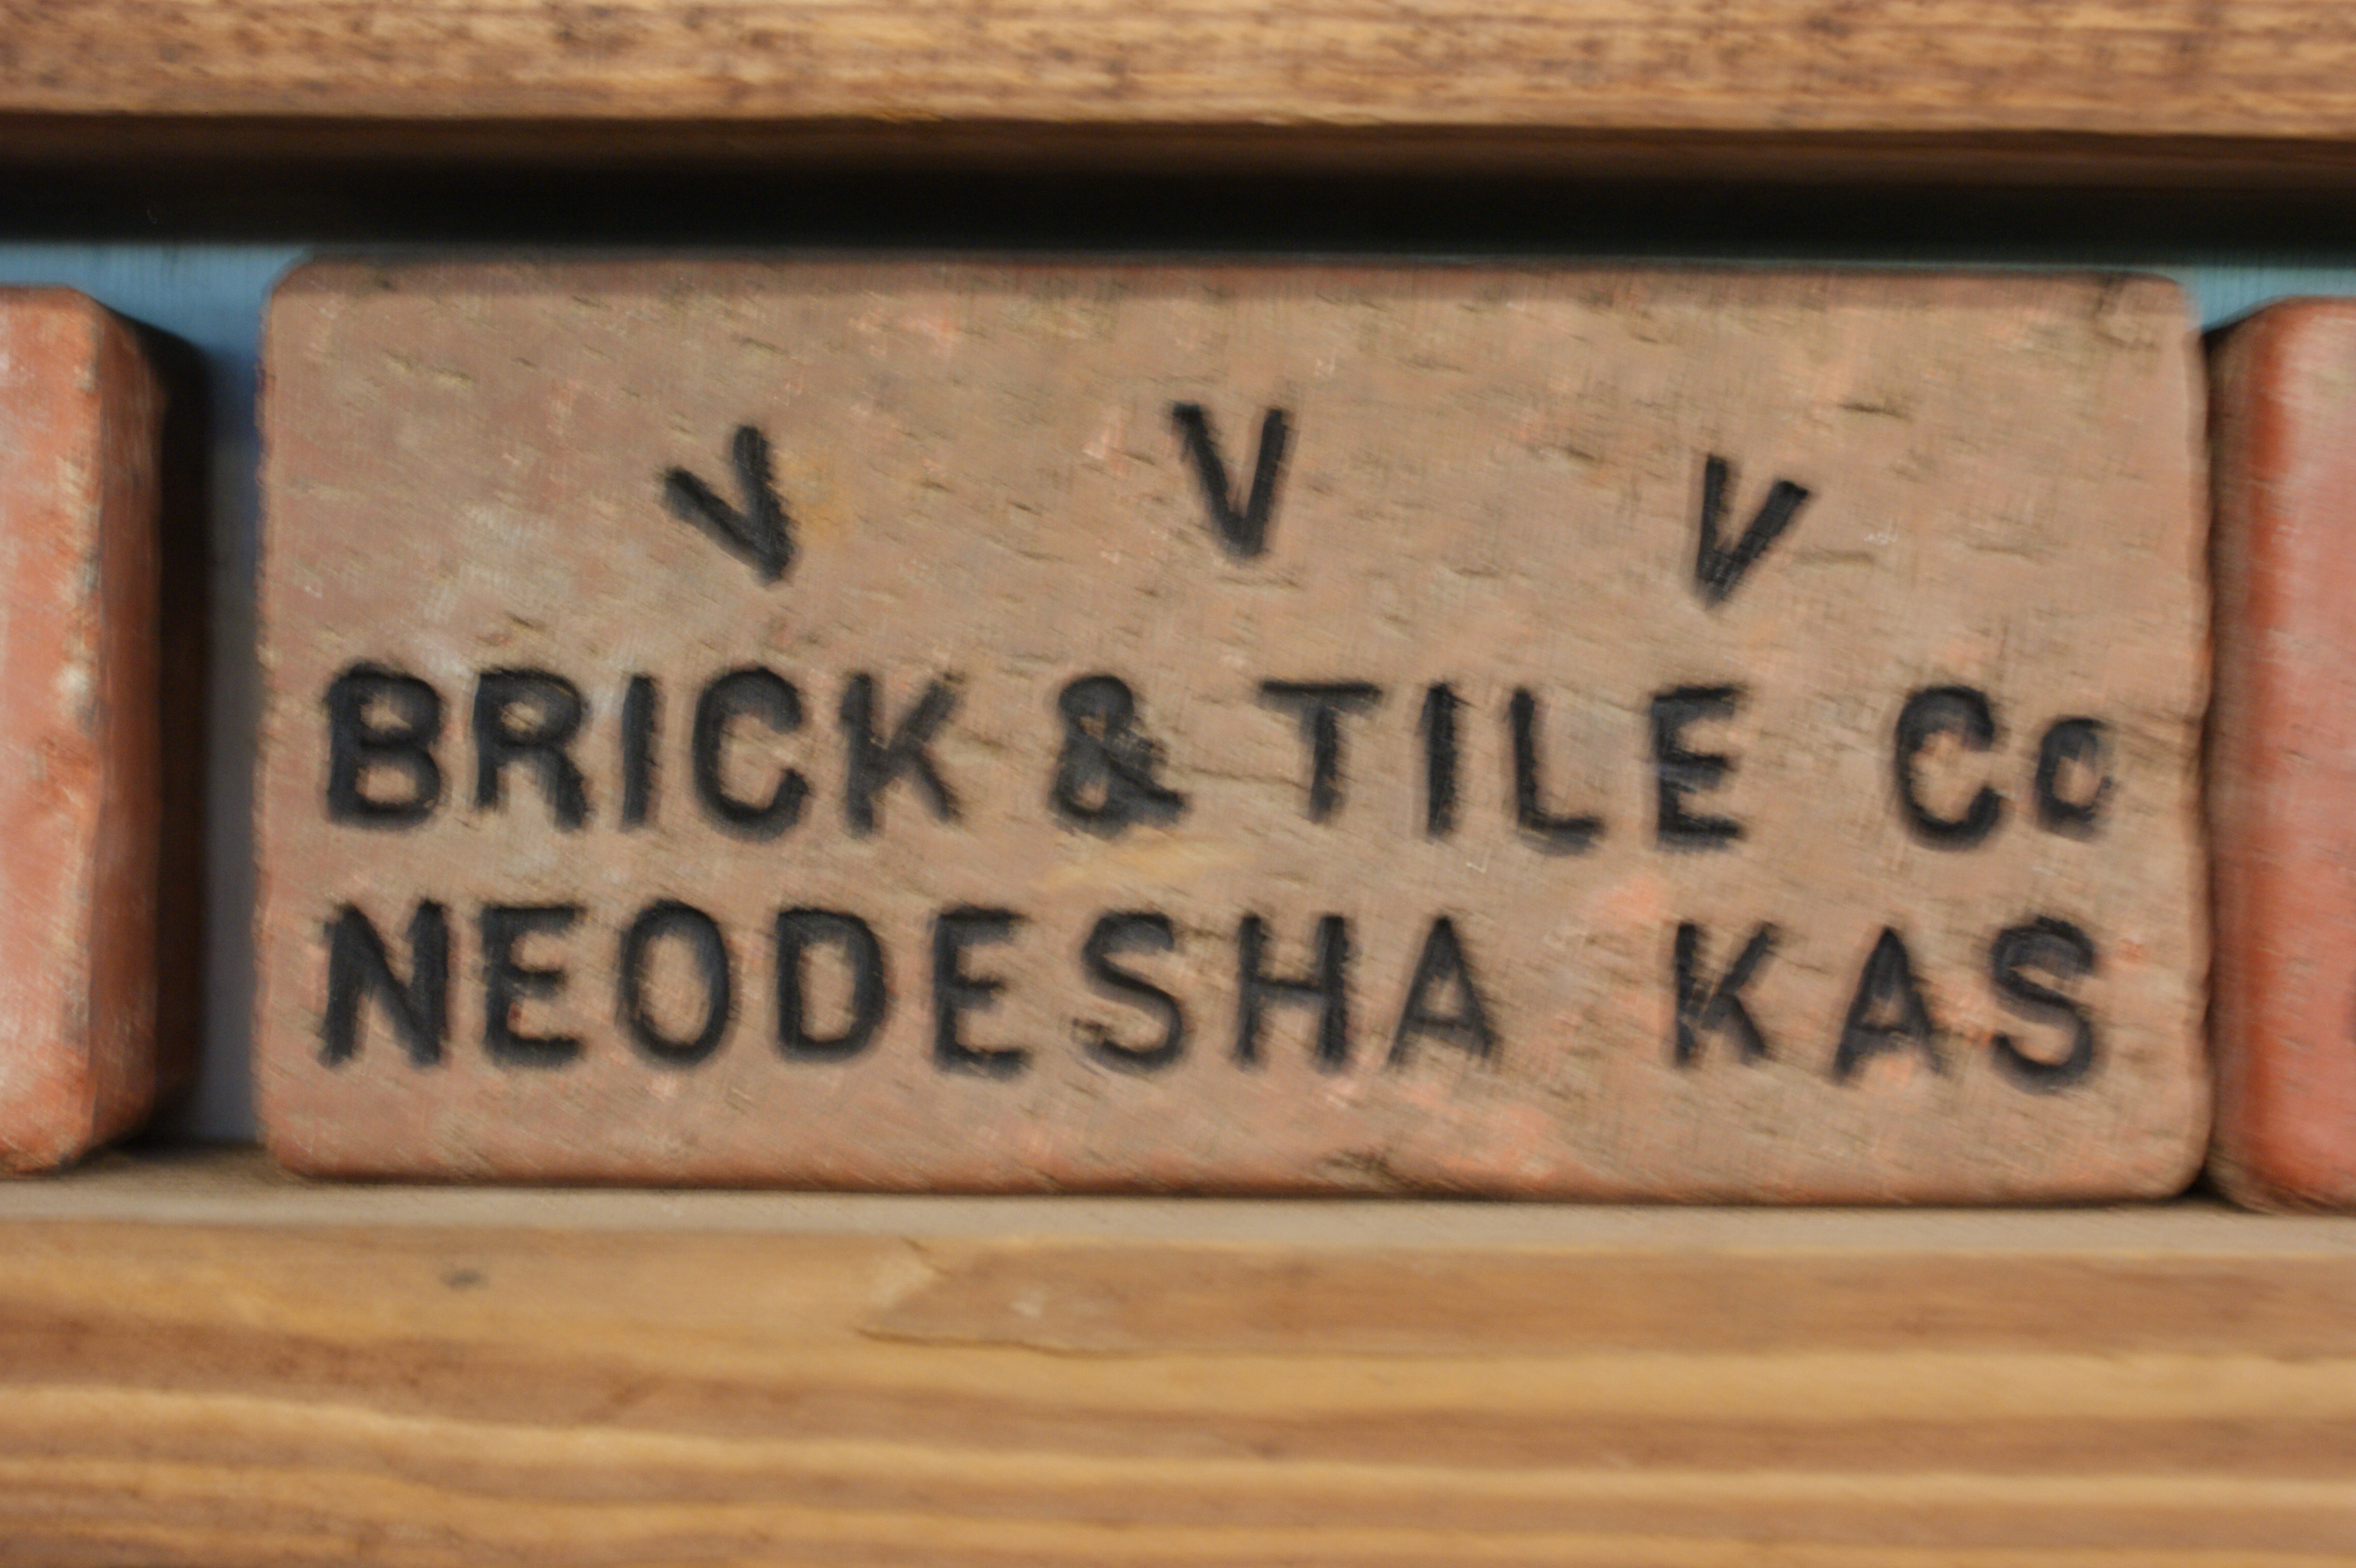 V V V
BRICK & TILE Co
NEODESHA KAS